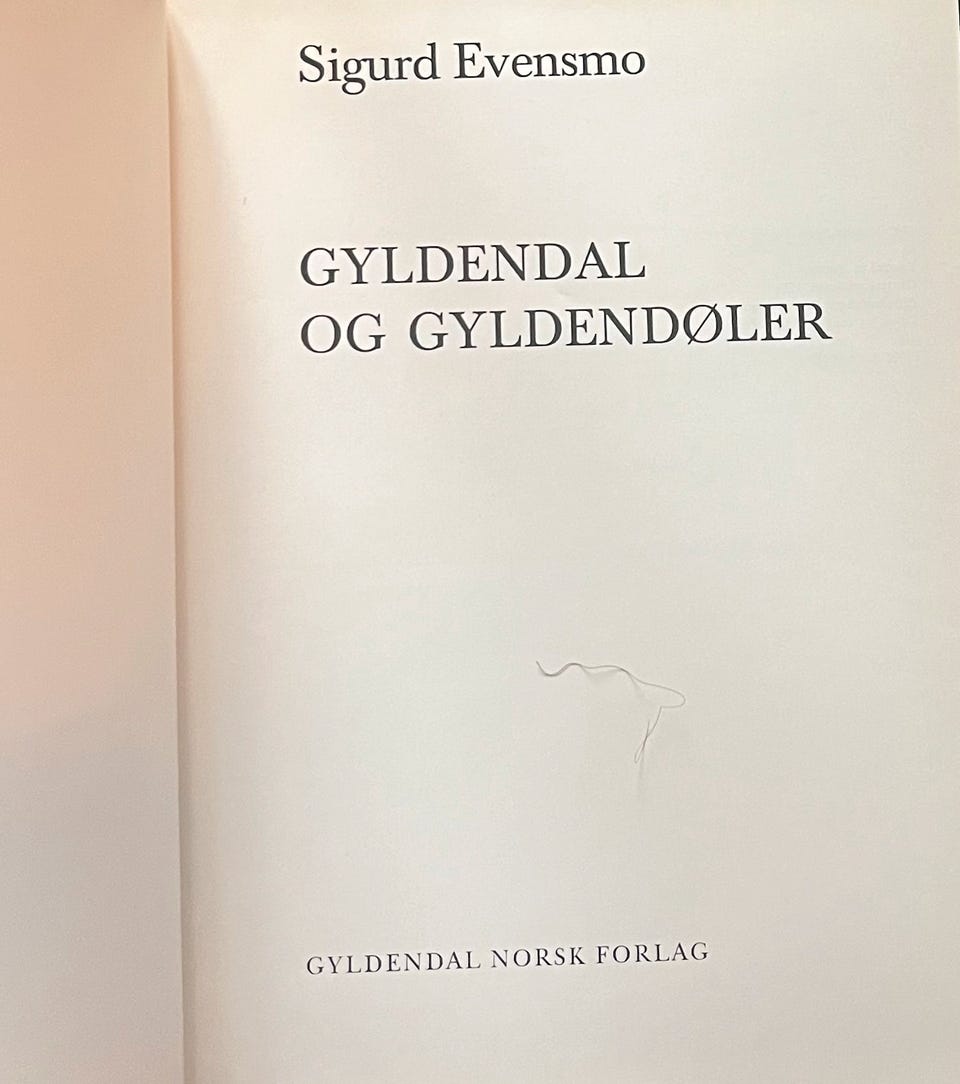 Sigurd Evensmo
GYLDENDAL
OG GYLDENDØLER
GYLDENDAL NORSK FORLAG